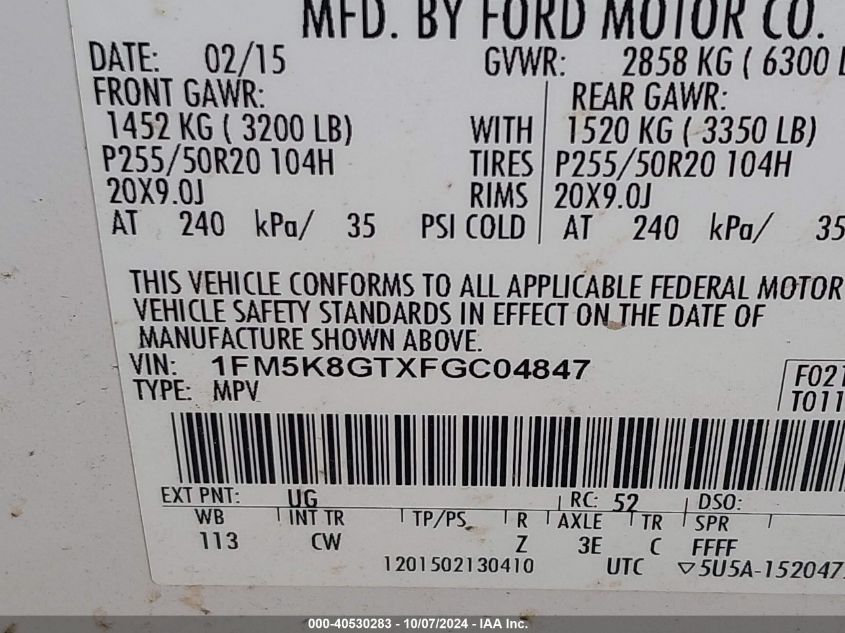 MFD. BY FORD MOTOR CO.
DATE: 02/15 GVWR: 2858 KG ( 6300
FRONT GAWR: REAR GAWR:
1452 KG ( 3200 LB) WITH 1520 KG ( 3350 LB)
P255/50R20 104H TIRES P255/50R20 104H
20X9.0J RIMS 20X9.0J
AT 240 kPa/ 35 PSI COLD AT 240 kPa/ 35
THIS VEHICLE CONFORMS TO ALL APPLICABLE FEDERAL MOTOR
VEHICLE SAFETY STANDARDS IN EFFECT ON THE DATE OF
MANUFACTURE SHOWN ABOVE.
VIN: 1FM5K8GTXFGC04847
TYPE: MPV
F021
T011
EXT PNT: UG RC: 52 DSO:
WB INT TR TP/PS R AXLE TR SPR
113 CW Z 3E C FFFF
1201502130410 UTC ▽5U5A-152047
000-40530283 - 10/07/2024 - IAA Inc.